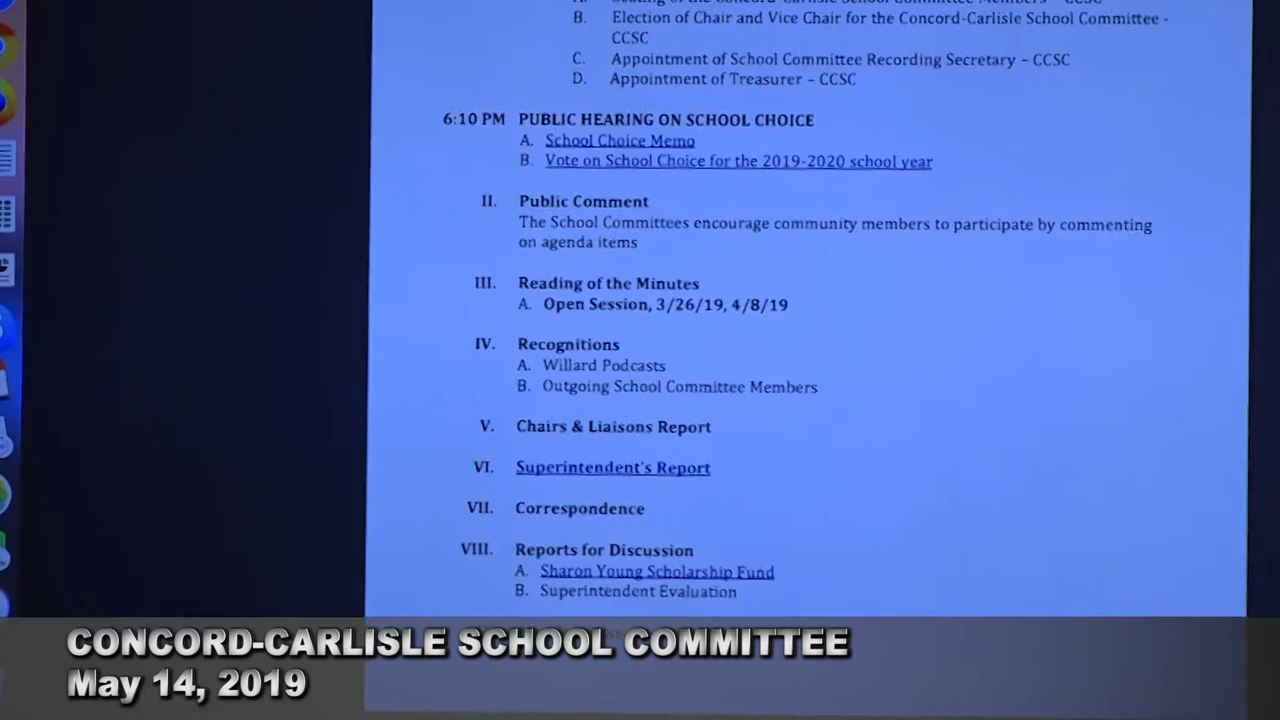 B. Election of Chair and Vice Chair for the Concord-Carlisle School Committee -
CCSC
C. Appointment of School Committee Recording Secretary – CCSC
D. Appointment of Treasurer – CCSC
6:10 PM PUBLIC HEARING ON SCHOOL CHOICE
A. School Choice Memo
B. Vote on School Choice for the 2019-2020 school year
II. Public Comment
The School Committees encourage community members to participate by commenting
on agenda items
III. Reading of the Minutes
A. Open Session, 3/26/19, 4/8/19
IV. Recognitions
A. Willard Podcasts
B. Outgoing School Committee Members
V. Chairs & Liaisons Report
VI. Superintendent's Report
VII. Correspondence
VIII. Reports for Discussion
A. Sharon Young Scholarship Fund
B. Superintendent Evaluation
CONCORD-CARLISLE SCHOOL COMMITTEE
May 14, 2019